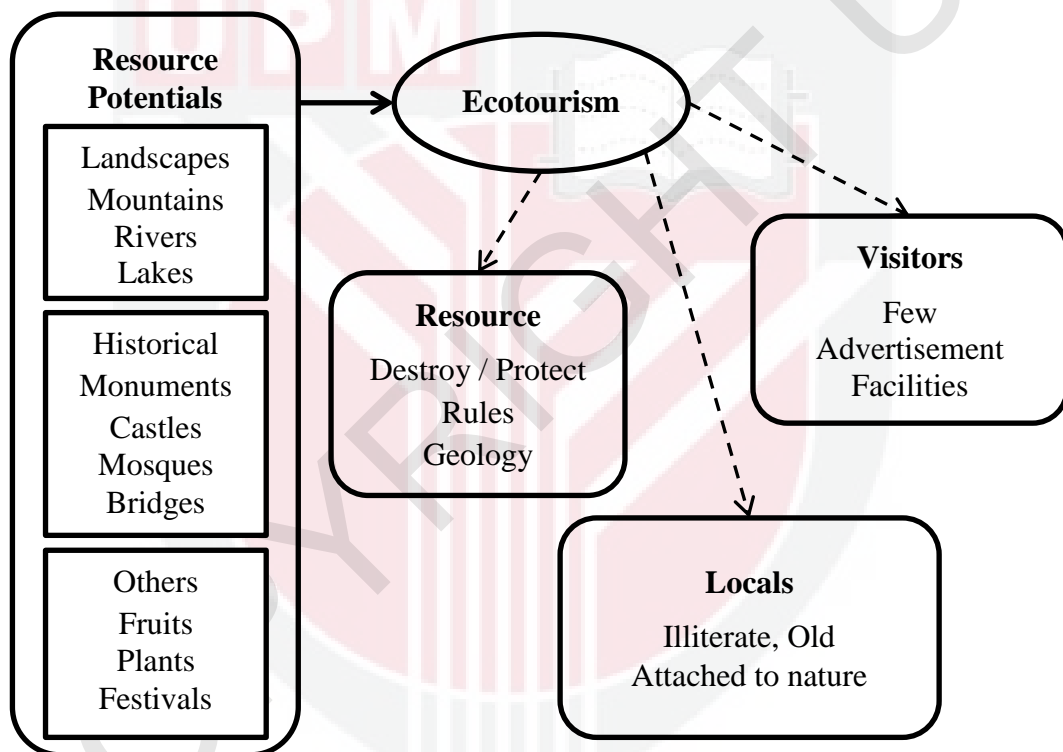 UPM
Resource
Potentials
Landscapes
Mountains
Rivers
Lakes
Historical
Monuments
Castles
Mosques
Bridges
Others
Fruits
Plants
Festivals
Ecotourism
Resource
Destroy / Protect
Rules
Geology
Visitors
Few
Advertisement
Facilities
Locals
Illiterate, Old
Attached to nature